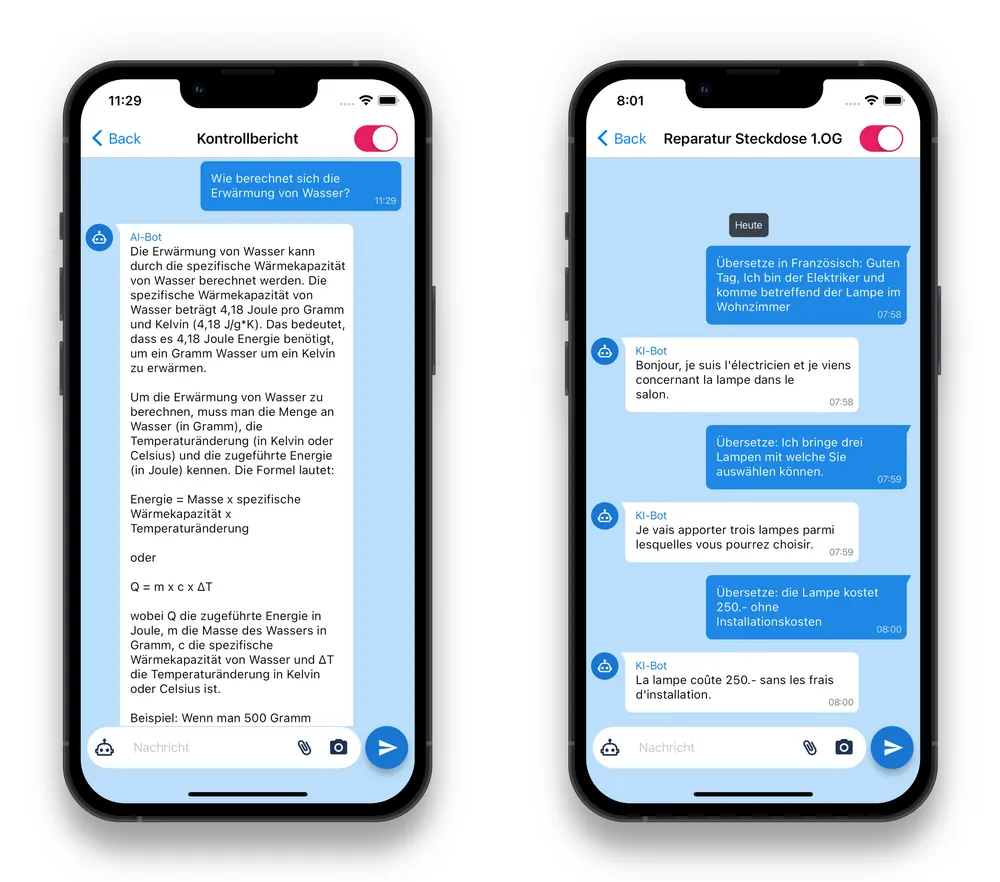 11:29
Back
Kontrollbericht
Wie berechnet sich die
Erwärmung von Wasser?
11:29
AI-Bot
Die Erwärmung von Wasser kann
durch die spezifische Wärmekapazität
von Wasser berechnet werden. Die
spezifische Wärmekapazität von
Wasser beträgt 4,18 Joule pro Gramm
und Kelvin (4,18 J/g*K). Das bedeutet,
dass es 4,18 Joule Energie benötigt,
um ein Gramm Wasser um ein Kelvin
zu erwärmen.
Um die Erwärmung von Wasser zu
berechnen, muss man die Menge an
Wasser (in Gramm), die
Temperaturänderung (in Kelvin oder
Celsius) und die zugeführte Energie
(in Joule) kennen. Die Formel lautet:
Energie = Masse x spezifische
Wärmekapazität x
Temperaturänderung
oder
Q = m x c x ΔT
wobei Q die zugeführte Energie in
Joule, m die Masse des Wassers in
Gramm, c die spezifische
Wärmekapazität von Wasser und ΔT
die Temperaturänderung in Kelvin
oder Celsius ist.
Beispiel: Wenn man 500 Gramm
Nachricht
8:01
Back
Reparatur Steckdose 1.OG
Heute
Übersetze in Französisch: Guten
Tag, Ich bin der Elektriker und
komme betreffend der Lampe im
Wohnzimmer
07:58
KI-Bot
Bonjour, je suis l'électricien et je viens
concernant la lampe dans le
salon.
07:58
Übersetze: Ich bringe drei
Lampen mit welche Sie
auswählen können.
07:59
KI-Bot
Je vais apporter trois lampes parmi
lesquelles vous pourrez choisir.
07:59
Übersetze: die Lampe kostet
250.- ohne
Installationskosten
08:00
KI-Bot
La lampe coûte 250.- sans les frais
d'installation.
08:00
Nachricht